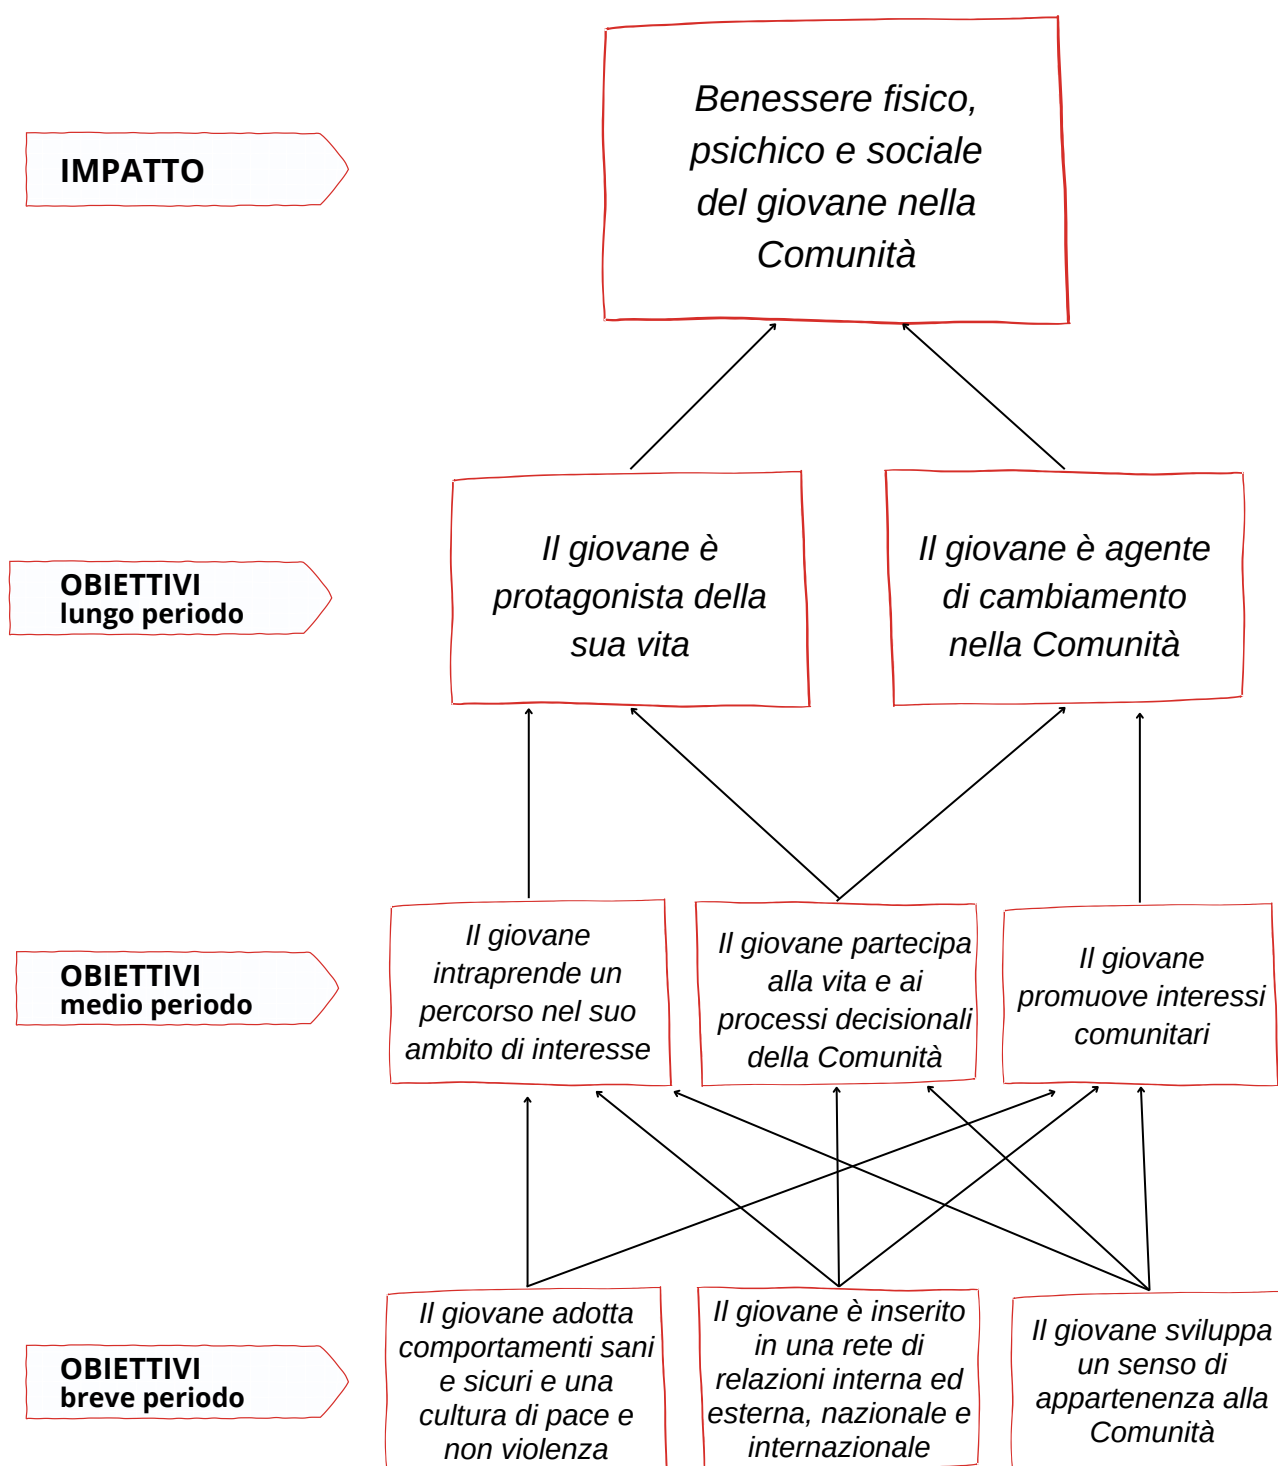 IMPATTO
Benessere fisico,
psichico e sociale
del giovane nella
Comunità
OBIETTIVI
lungo periodo
Il giovane è
protagonista della
sua vita
Il giovane è agente
di cambiamento
nella Comunità
OBIETTIVI
medio periodo
Il giovane
intraprende un
percorso nel suo
ambito di interesse
Il giovane partecipa
alla vita e ai
processi decisionali
della Comunità
Il giovane
promuove interessi
comunitari
OBIETTIVI
breve periodo
Il giovane adotta
comportamenti sani
e sicuri e una
cultura di pace e
non violenza
Il giovane è inserito
in una rete di
relazioni interna ed
esterna, nazionale e
internazionale
Il giovane sviluppa
un senso di
appartenenza alla
Comunità